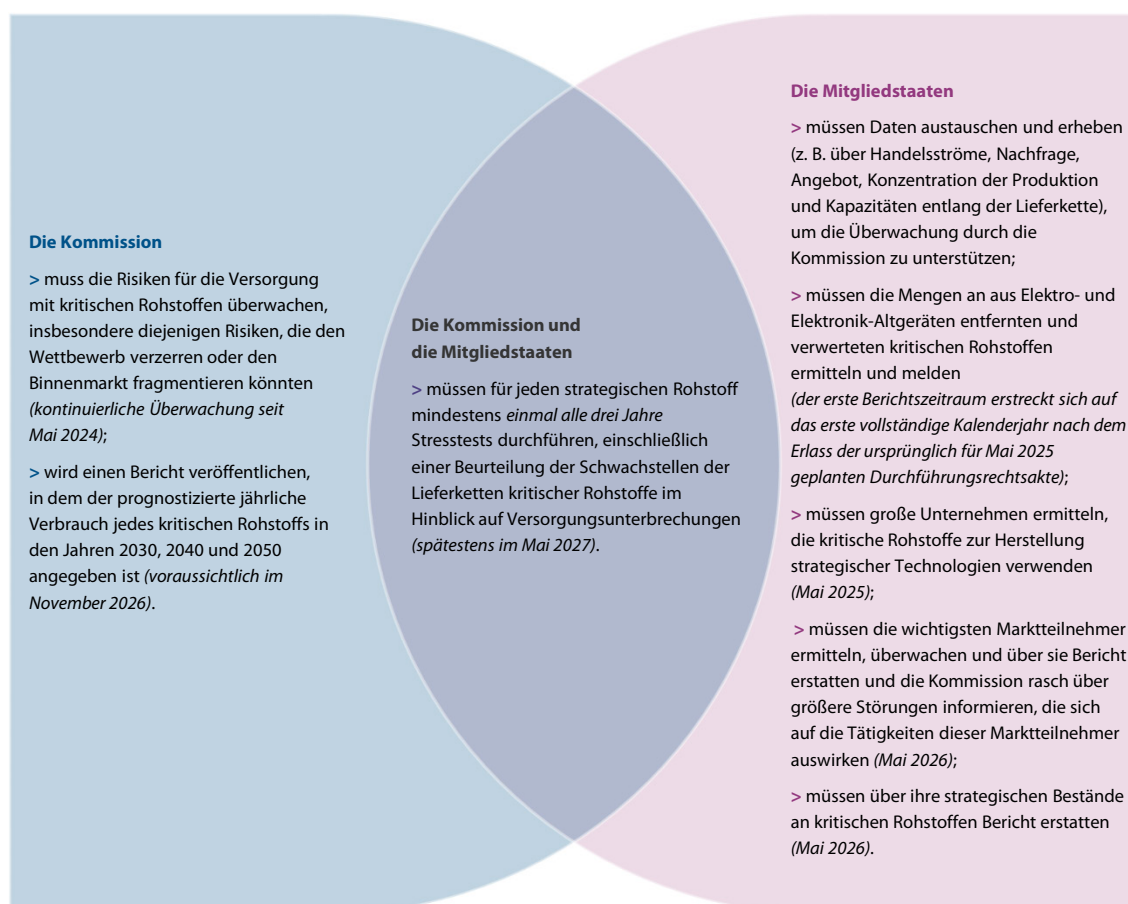 Die Kommission
> muss die Risiken für die Versorgung
mit kritischen Rohstoffen überwachen,
insbesondere diejenigen Risiken, die den
Wettbewerb verzerren oder den
Binnenmarkt fragmentieren könnten
(kontinuierliche Überwachung seit
Mai 2024);
> wird einen Bericht veröffentlichen,
in dem der prognostizierte jährliche
Verbrauch jedes kritischen Rohstoffs in
den Jahren 2030, 2040 und 2050
angegeben ist (voraussichtlich im
November 2026).
Die Kommission und
die Mitgliedstaaten
> müssen für jeden strategischen Rohstoff
mindestens einmal alle drei Jahre
Stresstests durchführen, einschließlich
einer Beurteilung der Schwachstellen der
Lieferketten kritischer Rohstoffe im
Hinblick auf Versorgungsunterbrechungen
(spätestens im Mai 2027).
Die Mitgliedstaaten
> müssen Daten austauschen und erheben
(z. B. über Handelsströme, Nachfrage,
Angebot, Konzentration der Produktion
und Kapazitäten entlang der Lieferkette),
um die Überwachung durch die
Kommission zu unterstützen;
> müssen die Mengen an aus Elektro- und
Elektronik-Altgeräten entfernten und
verwerteten kritischen Rohstoffen
ermitteln und melden
(der erste Berichtszeitraum erstreckt sich auf
das erste vollständige Kalenderjahr nach dem
Erlass der ursprünglich für Mai 2025
geplanten Durchführungsrechtsakte);
> müssen große Unternehmen ermitteln,
die kritische Rohstoffe zur Herstellung
strategischer Technologien verwenden
(Mai 2025);
> müssen die wichtigsten Marktteilnehmer
ermitteln, überwachen und über sie Bericht
erstatten und die Kommission rasch über
größere Störungen informieren, die sich
auf die Tätigkeiten dieser Marktteilnehmer
auswirken (Mai 2026);
> müssen über ihre strategischen Bestände
an kritischen Rohstoffen Bericht erstatten
(Mai 2026).